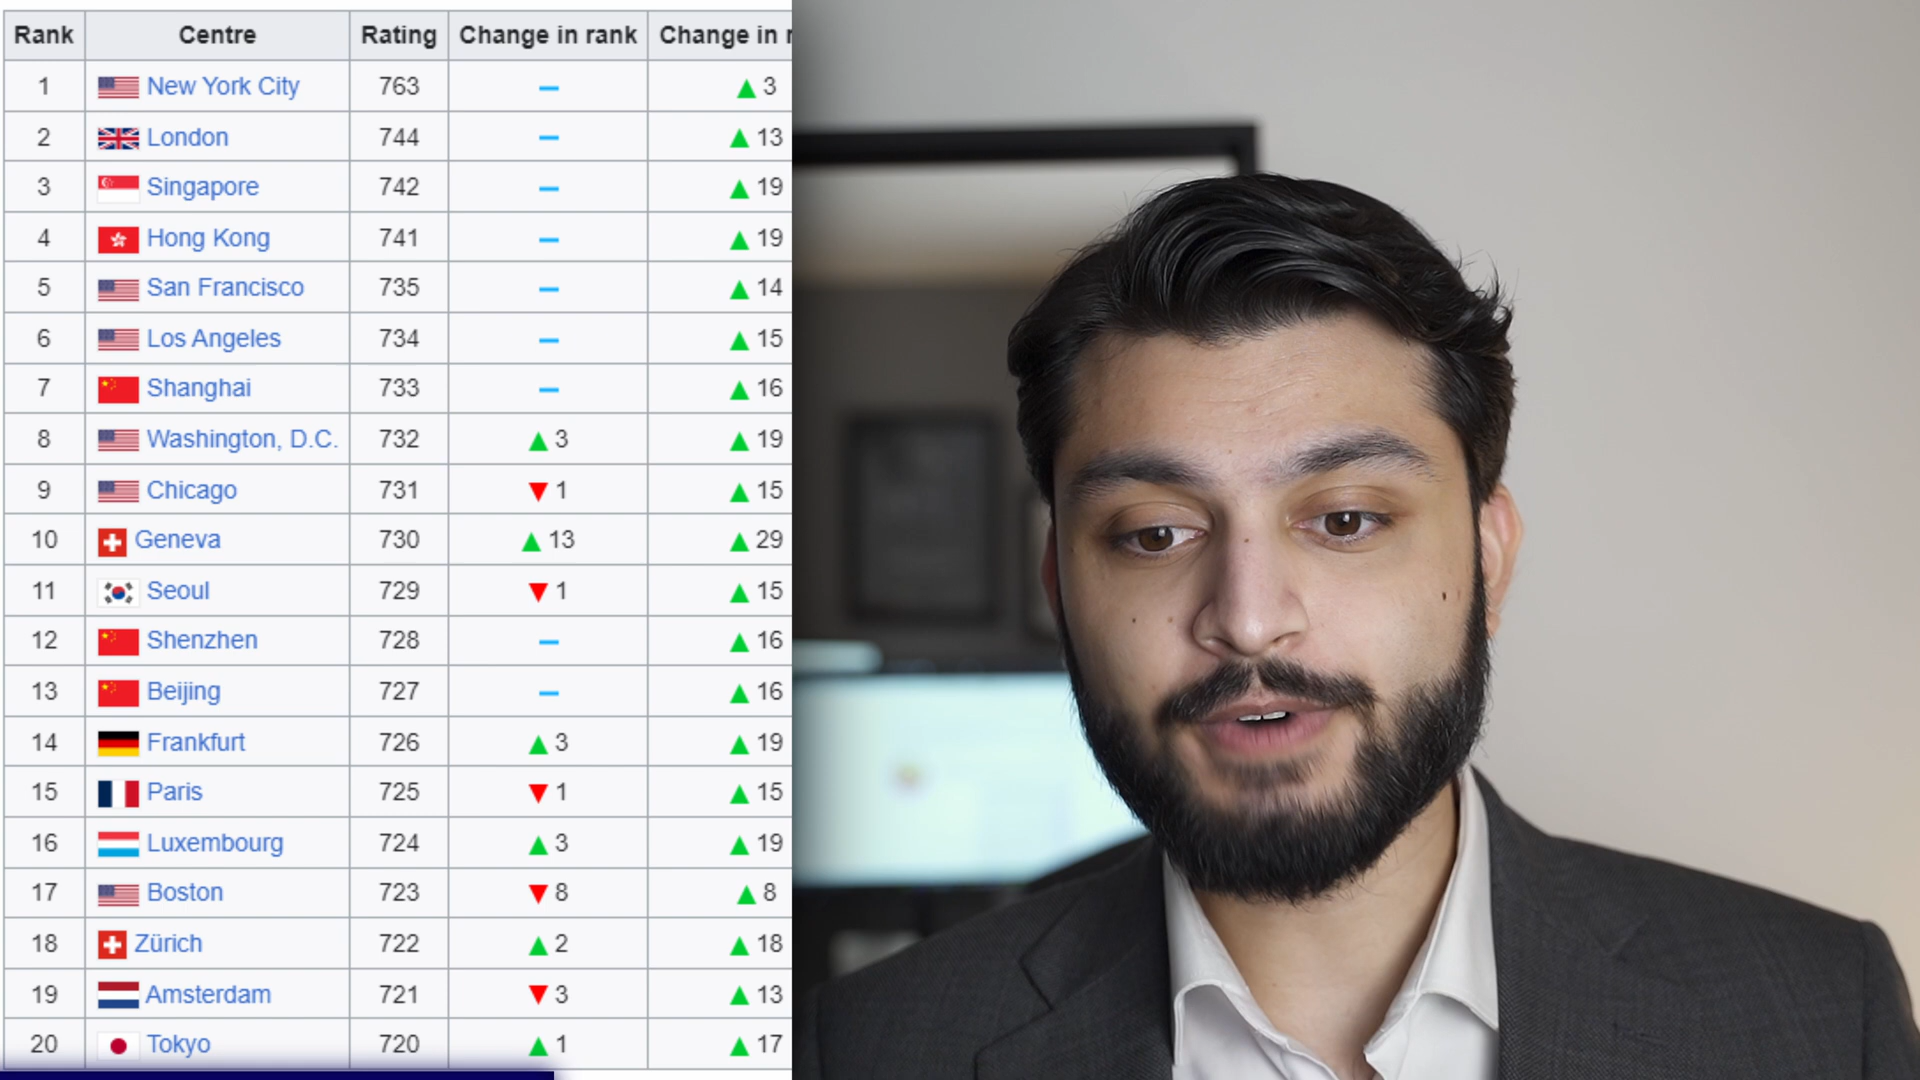 Rank Centre Rating Change in rank Change in r
1 New York City 763 – ▲ 3
2 London 744 – ▲ 13
3 Singapore 742 – ▲ 19
4 Hong Kong 741 – ▲ 19
5 San Francisco 735 – ▲ 14
6 Los Angeles 734 – ▲ 15
7 Shanghai 733 – ▲ 16
8 Washington, D.C. 732 ▲ 3 ▲ 19
9 Chicago 731 ▼ 1 ▲ 15
10 Geneva 730 ▲ 13 ▲ 29
11 Seoul 729 ▼ 1 ▲ 15
12 Shenzhen 728 – ▲ 16
13 Beijing 727 – ▲ 16
14 Frankfurt 726 ▲ 3 ▲ 19
15 Paris 725 ▼ 1 ▲ 15
16 Luxembourg 724 ▲ 3 ▲ 19
17 Boston 723 ▼ 8 ▲ 8
18 Zürich 722 ▲ 2 ▲ 18
19 Amsterdam 721 ▼ 3 ▲ 13
20 Tokyo 720 ▲ 1 ▲ 17